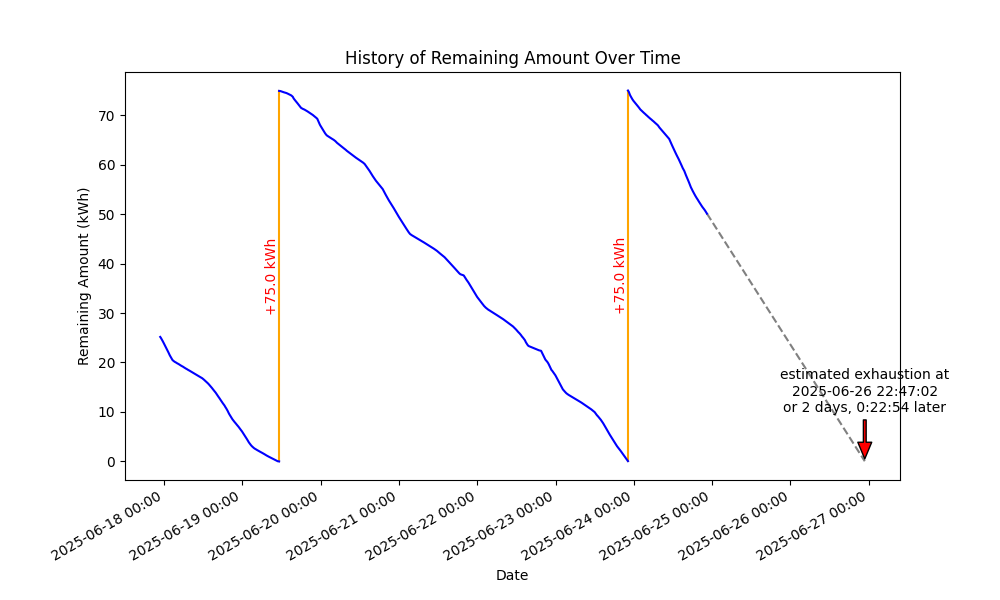 History of Remaining Amount Over Time
Remaining Amount (kWh)
70
60
50
40
30
20
10
0
+75.0 kWh
+75.0 kWh
estimated exhaustion at
2025-06-26 22:47:02
or 2 days, 0:22:54 later
2025-06-18 00:00
2025-06-19 00:00
2025-06-20 00:00
2025-06-21 00:00
2025-06-22 00:00
2025-06-23 00:00
2025-06-24 00:00
2025-06-25 00:00
2025-06-26 00:00
2025-06-27 00:00
Date